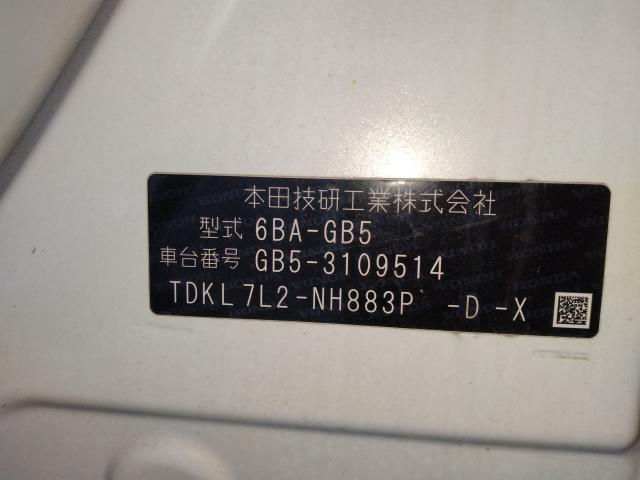 本田技研工業株式会社
型式 6BA-GB5
車台番号 GB5-3109514
TDKL7L2-NH883P -D -X